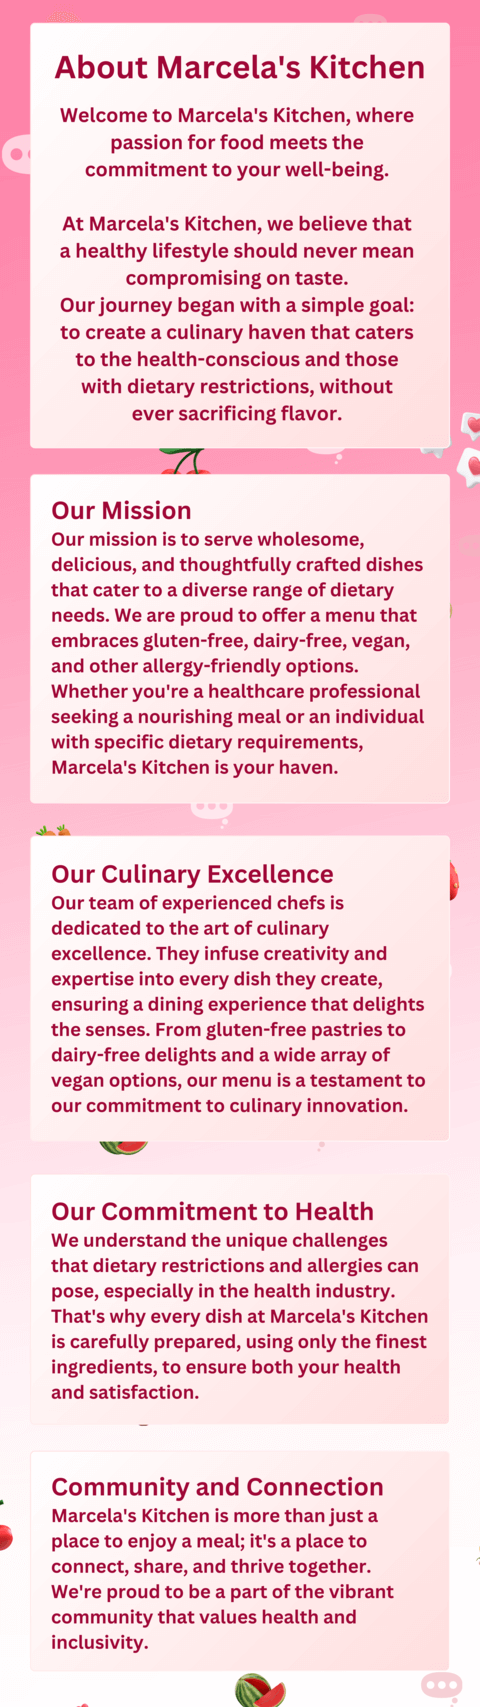 About Marcela's Kitchen
Welcome to Marcela's Kitchen, where
passion for food meets the
commitment to your well-being.
At Marcela's Kitchen, we believe that
a healthy lifestyle should never mean
compromising on taste.
Our journey began with a simple goal:
to create a culinary haven that caters
to the health-conscious and those
with dietary restrictions, without
ever sacrificing flavor.
Our Mission
Our mission is to serve wholesome,
delicious, and thoughtfully crafted dishes
that cater to a diverse range of dietary
needs. We are proud to offer a menu that
embraces gluten-free, dairy-free, vegan,
and other allergy-friendly options.
Whether you're a healthcare professional
seeking a nourishing meal or an individual
with specific dietary requirements,
Marcela's Kitchen is your haven.
Our Culinary Excellence
Our team of experienced chefs is
dedicated to the art of culinary
excellence. They infuse creativity and
expertise into every dish they create,
ensuring a dining experience that delights
the senses. From gluten-free pastries to
dairy-free delights and a wide array of
vegan options, our menu is a testament to
our commitment to culinary innovation.
Our Commitment to Health
We understand the unique challenges
that dietary restrictions and allergies can
pose, especially in the health industry.
That's why every dish at Marcela's Kitchen
is carefully prepared, using only the finest
ingredients, to ensure both your health
and satisfaction.
Community and Connection
Marcela's Kitchen is more than just a
place to enjoy a meal; it's a place to
connect, share, and thrive together.
We're proud to be a part of the vibrant
community that values health and
inclusivity.